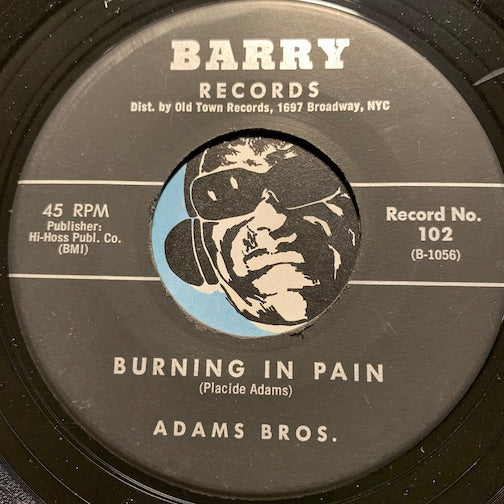 BARRY
RECORDS
Dist. by Old Town Records, 1697 Broadway, NYC
45 RPM
Publisher:
Hi-Hoss Publ. Co.
(BMI)
Record No.
102
(B-1056)
BURNING IN PAIN
(Placide Adams)
ADAMS BROS.